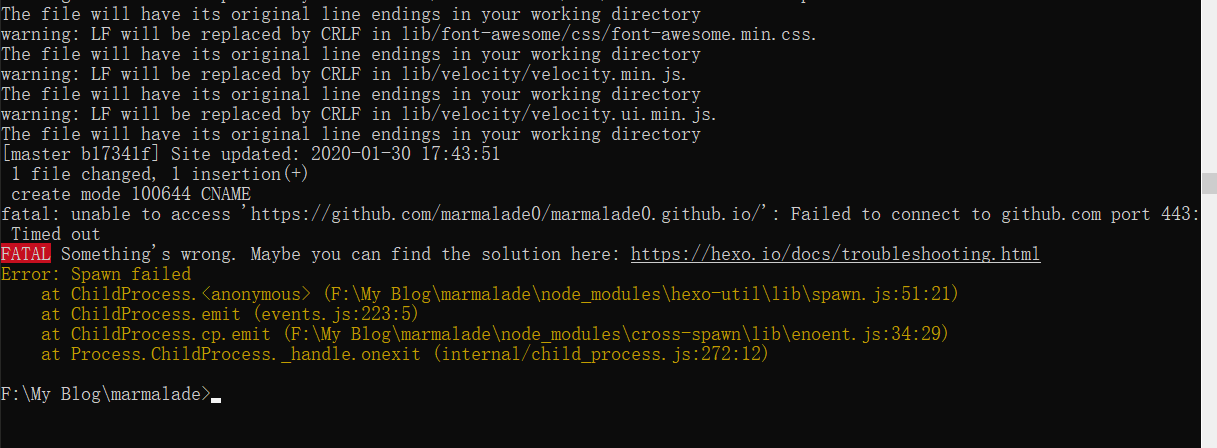 The file will have its original line endings in your working directory
warning: LF will be replaced by CRLF in lib/font-awesome/css/font-awesome.min.css.
The file will have its original line endings in your working directory
warning: LF will be replaced by CRLF in lib/velocity/velocity.min.js.
The file will have its original line endings in your working directory
warning: LF will be replaced by CRLF in lib/velocity/velocity.ui.min.js.
The file will have its original line endings in your working directory
[master b17341f] Site updated: 2020-01-30 17:43:51
 1 file changed, 1 insertion(+)
 create mode 100644 CNAME
fatal: unable to access 'https://github.com/marmalade0/marmalade0.github.io/': Failed to connect to github.com port 443:
 Timed out
FATAL Something's wrong. Maybe you can find the solution here: https://hexo.io/docs/troubleshooting.html
Error: Spawn failed
    at ChildProcess.<anonymous> (F:\My Blog\marmalade\node_modules\hexo-util\lib\spawn.js:51:21)
    at ChildProcess.emit (events.js:223:5)
    at ChildProcess.cp.emit (F:\My Blog\marmalade\node_modules\cross-spawn\lib\enoent.js:34:29)
    at Process.ChildProcess._handle.onexit (internal/child_process.js:272:12)
F:\My Blog\marmalade>